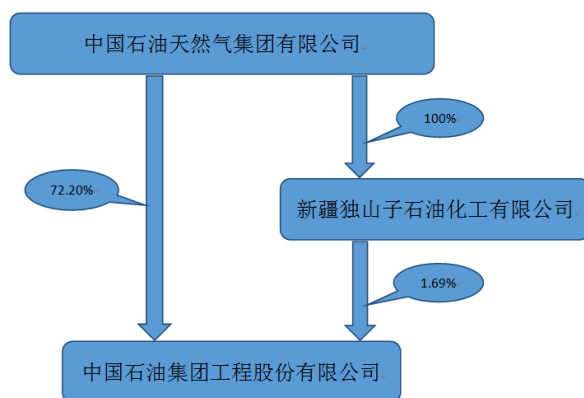 中国石油天然气集团有限公司
100%
72.20%
新疆独山子石油化工有限公司
1.69%
中国石油集团工程股份有限公司